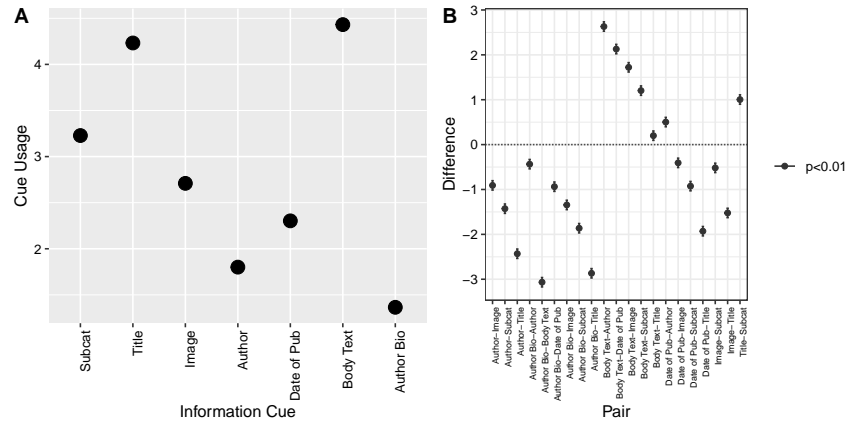 A
Cue Usage
4
3
2
Subcat
Title
Image
Author
Date of Pub
Body Text
Author Bio
Information Cue
B
Difference
3
2
1
0
−1
−2
−3
Author−Image
Author−Subcat
Author−Title
Author Bio−Author
Author Bio−Body Text
Author Bio−Date of Pub
Author Bio−Image
Author Bio−Subcat
Author Bio−Title
Body Text−Author
Body Text−Date of Pub
Body Text−Image
Body Text−Subcat
Body Text−Title
Date of Pub−Author
Date of Pub−Image
Date of Pub−Subcat
Date of Pub−Title
Image−Subcat
Image−Title
Title−Subcat
Pair
p<0.01